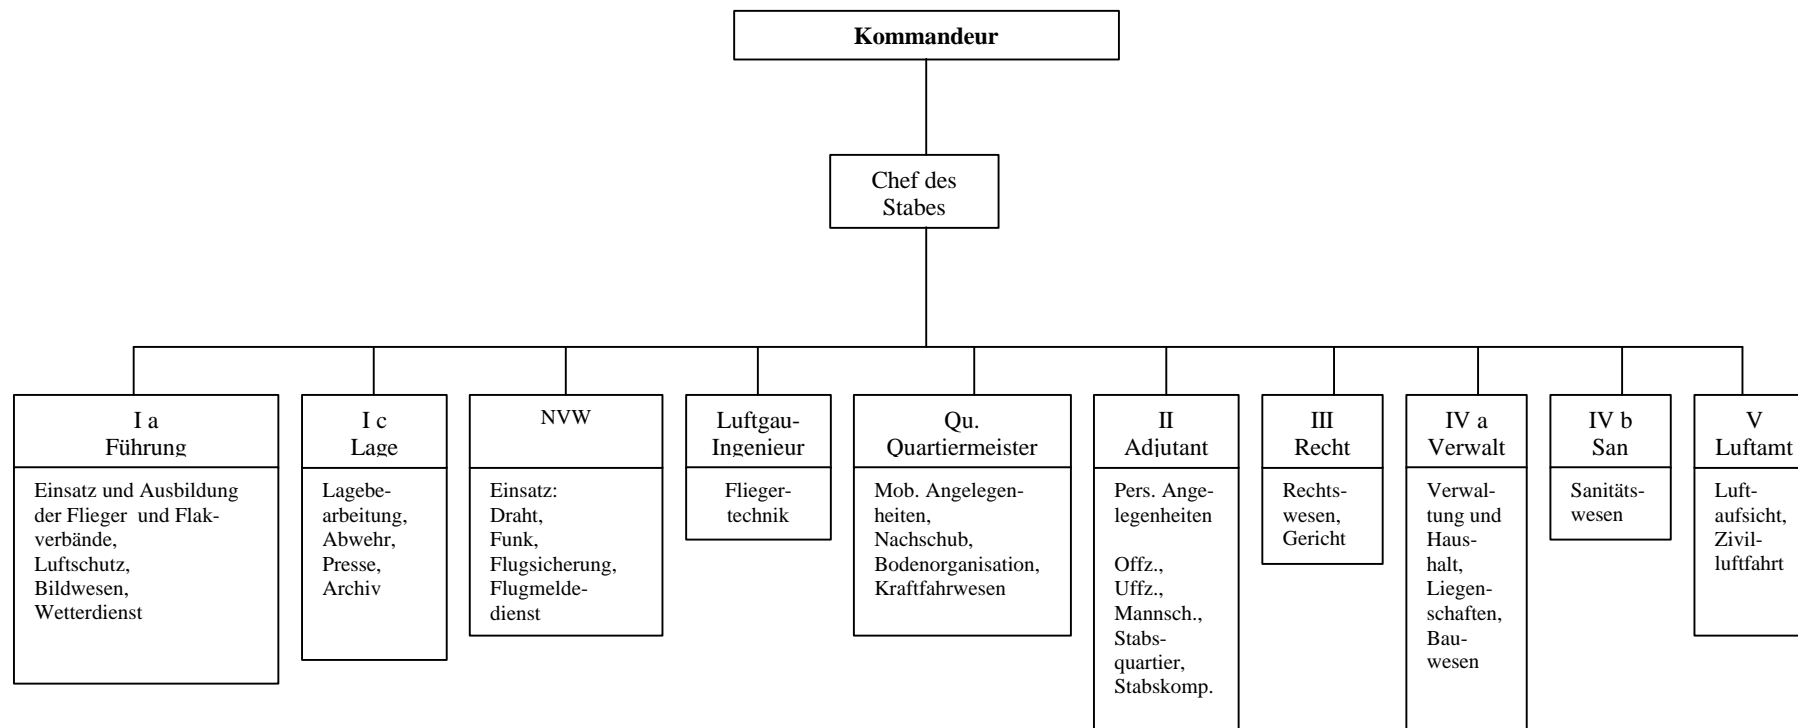 Kommandeur
Chef des
Stabes
I a
Führung
Einsatz und Ausbildung
der Flieger und Flak-
verbände,
Luftschutz,
Bildwesen,
Wetterdienst
I c
Lage
Lagebe-
arbeitung,
Abwehr,
Presse,
Archiv
NVW
Einsatz:
Draht,
Funk,
Flugsicherung,
Flugmelde-
dienst
Luftgau-
Ingenieur
Flieger-
technik
Qu.
Quartiermeister
Mob. Angelegen-
heiten,
Nachschub,
Bodenorganisation,
Kraftfahrwesen
II
Adjutant
Pers. Ange-
legenheiten
Offz.,
Uffz.,
Mannsch.,
Stabs-
quartier,
Stabskomp.
III
Recht
Rechts-
wesen,
Gericht
IV a
Verwalt
Verwal-
tung und
Haus-
halt,
Liegen-
schaften,
Bau-
wesen
IV b
San
Sanitäts-
wesen
V
Luftamt
Luft-
aufsicht,
Zivil-
luftfahrt